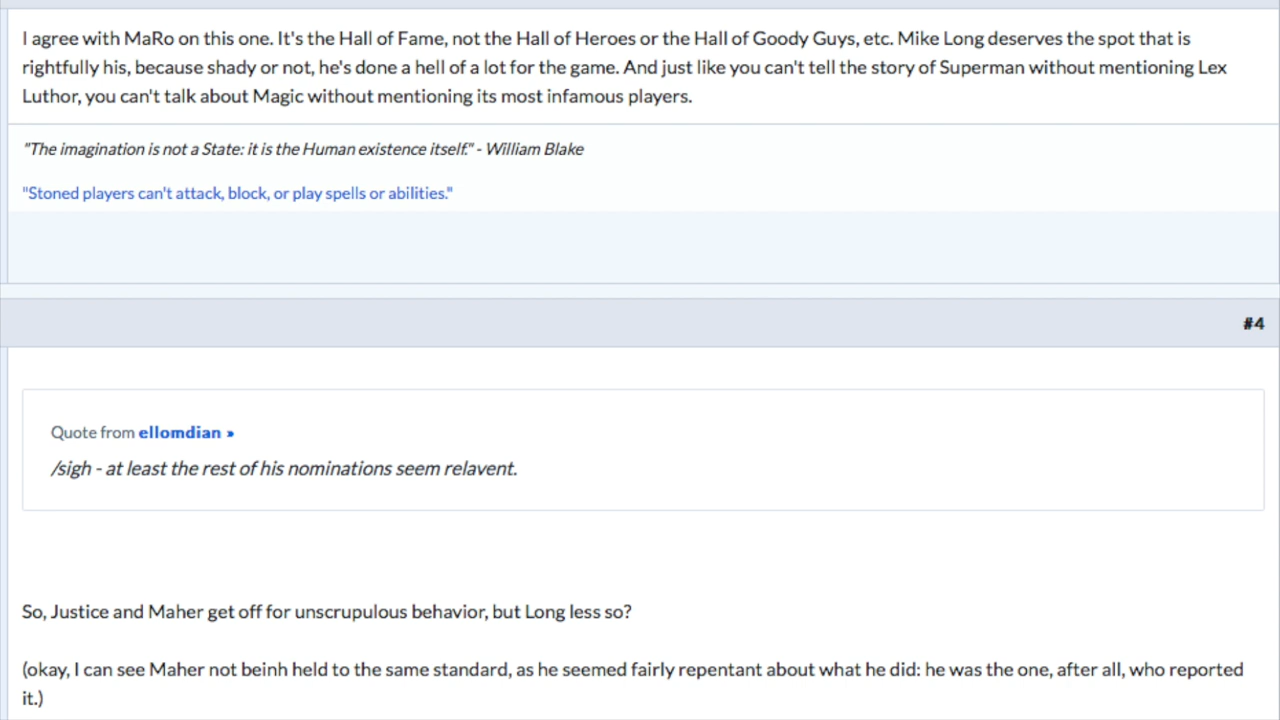 I agree with MaRo on this one. It's the Hall of Fame, not the Hall of Heroes or the Hall of Goody Guys, etc. Mike Long deserves the spot that is
rightfully his, because shady or not, he's done a hell of a lot for the game. And just like you can't tell the story of Superman without mentioning Lex
Luthor, you can't talk about Magic without mentioning its most infamous players.
"The imagination is not a State: it is the Human existence itself." - William Blake
"Stoned players can't attack, block, or play spells or abilities."
#4
Quote from ellomdian »
/sigh - at least the rest of his nominations seem relavent.
So, Justice and Maher get off for unscrupulous behavior, but Long less so?
(okay, I can see Maher not beinh held to the same standard, as he seemed fairly repentant about what he did: he was the one, after all, who reported
it.)